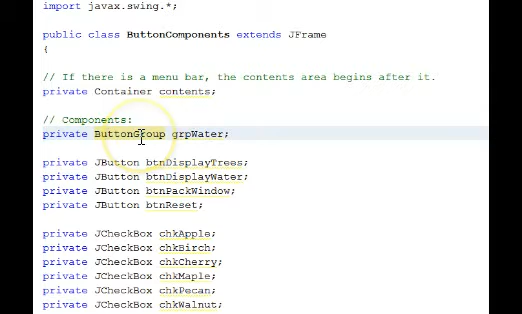 import javax.swing.*;
public class ButtonComponents extends JFrame
{
// If there is a menu bar, the contents area begins after it.
private Container contents;
// Components:
private ButtonGroup grpWater;
private JButton btnDisplayTrees;
private JButton btnDisplayWater;
private JButton btnPackWindow;
private JButton btnReset;
private JCheckBox chkApple;
private JCheckBox chkBirch;
private JCheckBox chkCherry;
private JCheckBox chkMaple;
private JCheckBox chkPecan;
private JCheckBox chkWalnut;